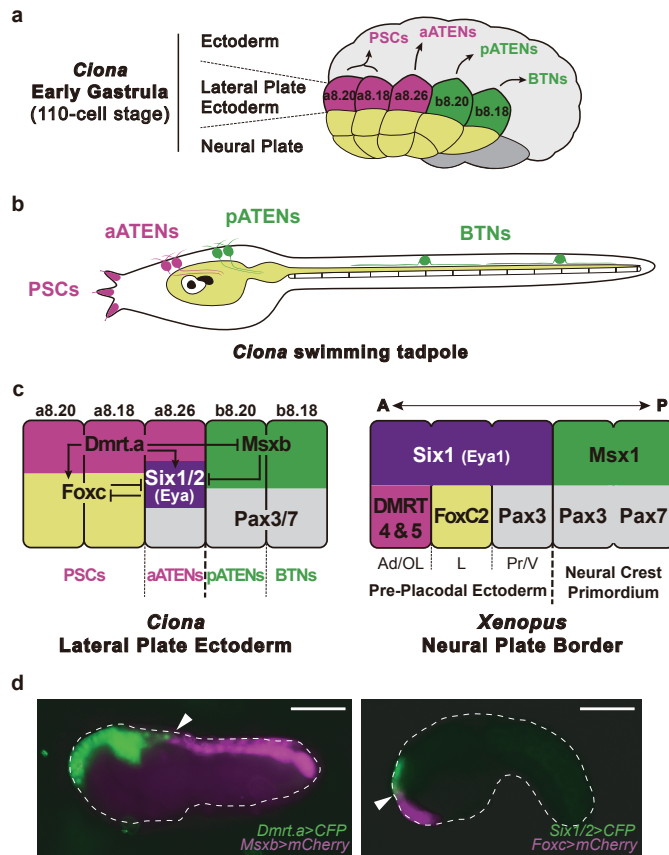 a
Ciona
Early Gastrula
(110-cell stage)
Ectoderm
Lateral Plate
Ectoderm
Neural Plate
PSCs
aATENs
pATENs
BTNs
a8.20
a8.18
a8.26
b8.20
b8.18
b
PSCs
aATENs
pATENs
BTNs
Ciona swimming tadpole
c
a8.20 a8.18 a8.26 b8.20 b8.18
Dmrt.a Msxb
Foxc Six1/2
(Eya)
Pax3/7
PSCs aATENs pATENs BTNs
Ciona
Lateral Plate Ectoderm
A P
Six1 (Eya1) Msx1
DMRT
4 & 5
FoxC2 Pax3 Pax3 Pax7
Ad/OL L Pr/V
Pre-Placodal Ectoderm
Neural Crest
Primordium
Xenopus
Neural Plate Border
d
Dmrt.a>CFP
Msxb>mCherry
Six1/2>CFP
Foxc>mCherry